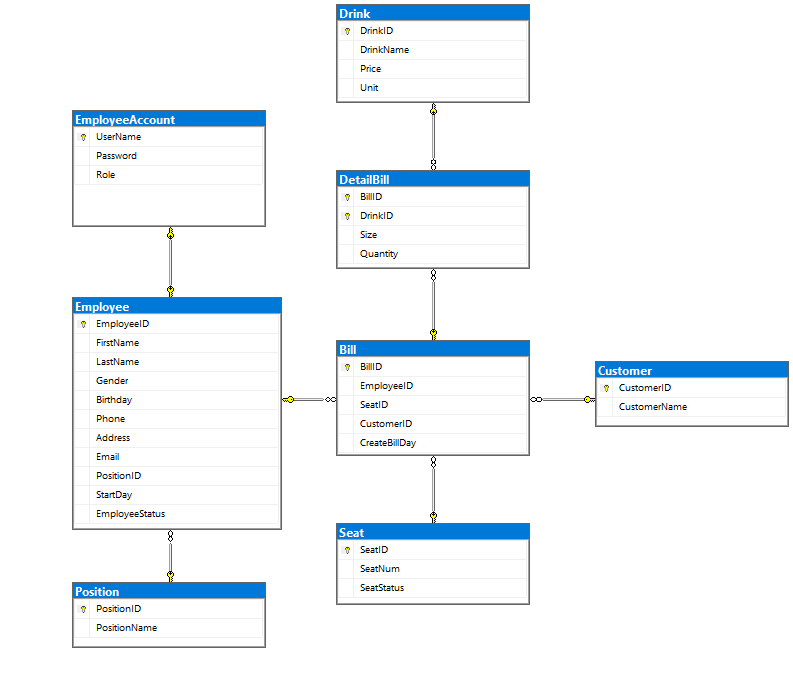 Drink
DrinkID
DrinkName
Price
Unit
EmployeeAccount
UserName
Password
Role
DetailBill
BillID
DrinkID
Size
Quantity
Employee
EmployeeID
FirstName
LastName
Gender
Birthday
Phone
Address
Email
PositionID
StartDay
EmployeeStatus
Bill
BillID
EmployeeID
SeatID
CustomerID
CreateBillDay
Customer
CustomerID
CustomerName
Seat
SeatID
SeatNum
SeatStatus
Position
PositionID
PositionName